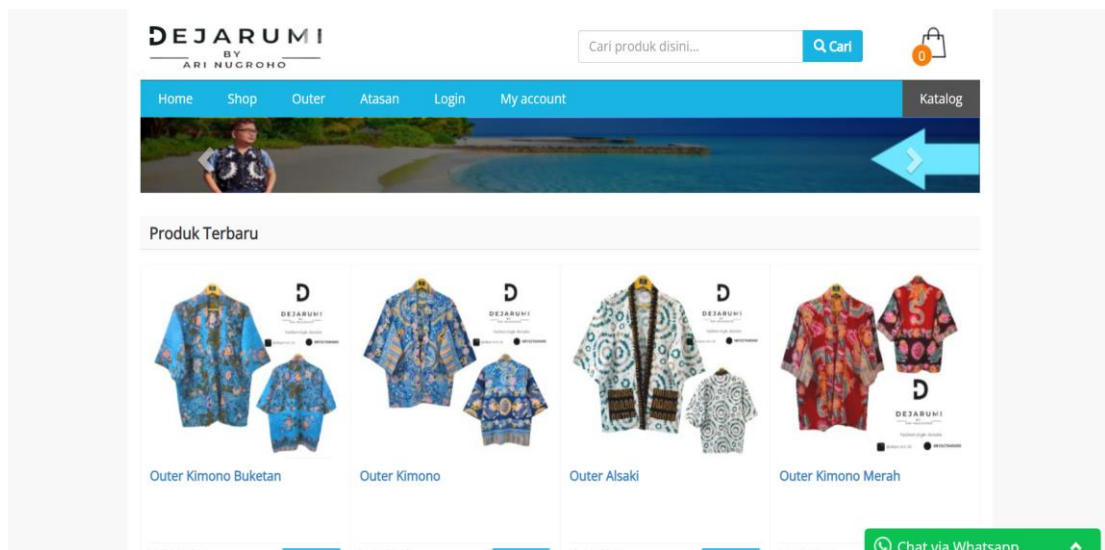 DEJARUMI
BY
ARI NUGROHO
Cari produk disini...
Cari
0
Home Shop Outer Atasan Login My account Katalog
Produk Terbaru
D
DEJARUMI
D
DEJARUMI
D
DEJARUMI
D
DEJARUMI
Outer Kimono Buketan
Outer Kimono
Outer Alsaki
Outer Kimono Merah
Chat via Whatsapp